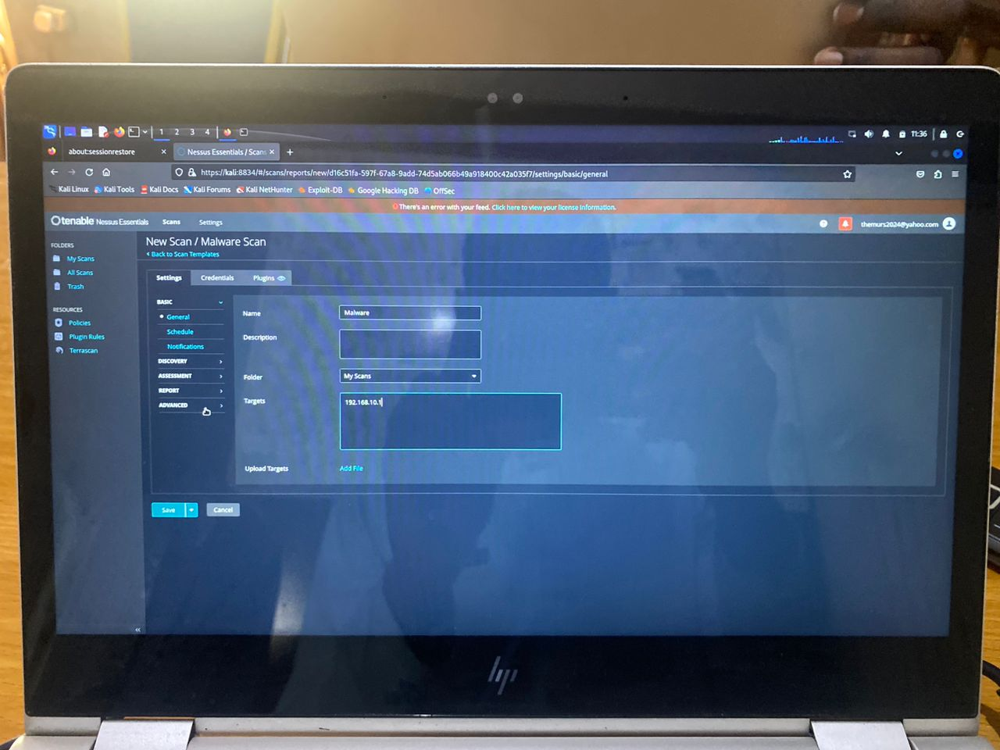 1 2 3 4
11:36
about:sessionrestore ×
Nessus Essentials / Scans ×
+
https://kali:8834/#/scans/reports/new/d16c51fa-597f-67a8-9add-74d5ab066b49a918400c42a035f7/settings/basic/general
Kali Linux Kali Tools Kali Docs Kali Forums Kali NetHunter Exploit-DB Google Hacking DB OffSec
There's an error with your feed. Click here to view your license information.
tenable Nessus Essentials Scans Settings themurs2024@yahoo.com
FOLDERS
My Scans
All Scans
Trash
RESOURCES
Policies
Plugin Rules
Terrascan
New Scan / Malware Scan
< Back to Scan Templates
Settings Credentials Plugins
BASIC
General
Schedule
Notifications
DISCOVERY
ASSESSMENT
REPORT
ADVANCED
Name Malware
Description
Folder My Scans
Targets 192.168.10.1
Upload Targets Add File
Save Cancel
hp